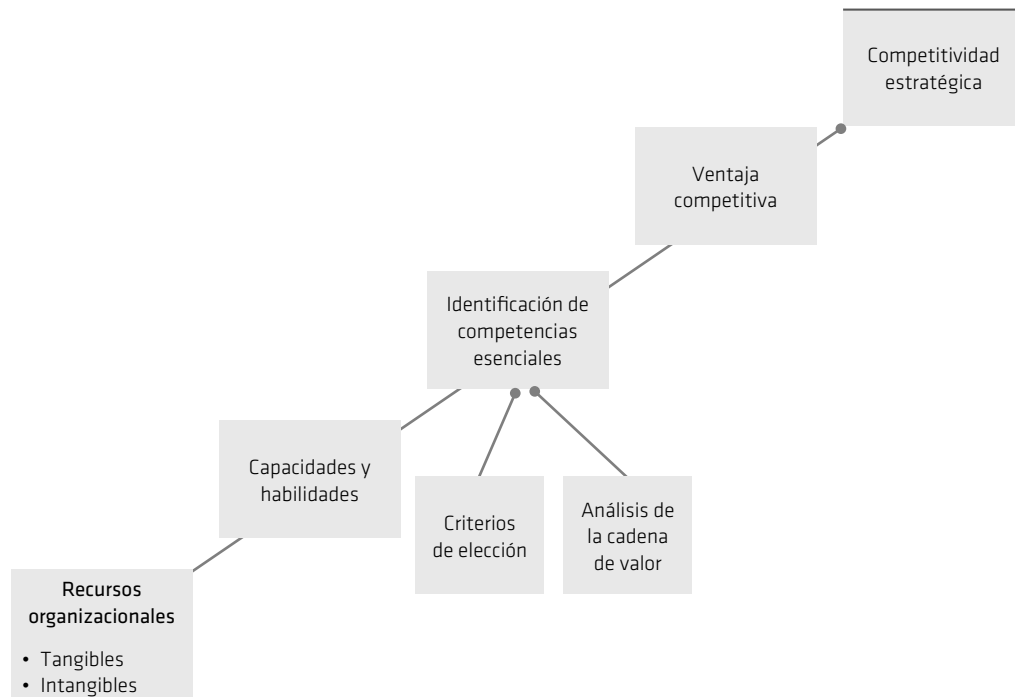 Competitividad
estratégica
Ventaja
competitiva
Identificación de
competencias
esenciales
Capacidades y
habilidades
Criterios
de elección
Análisis de
la cadena
de valor
Recursos
organizacionales
• Tangibles
• Intangibles